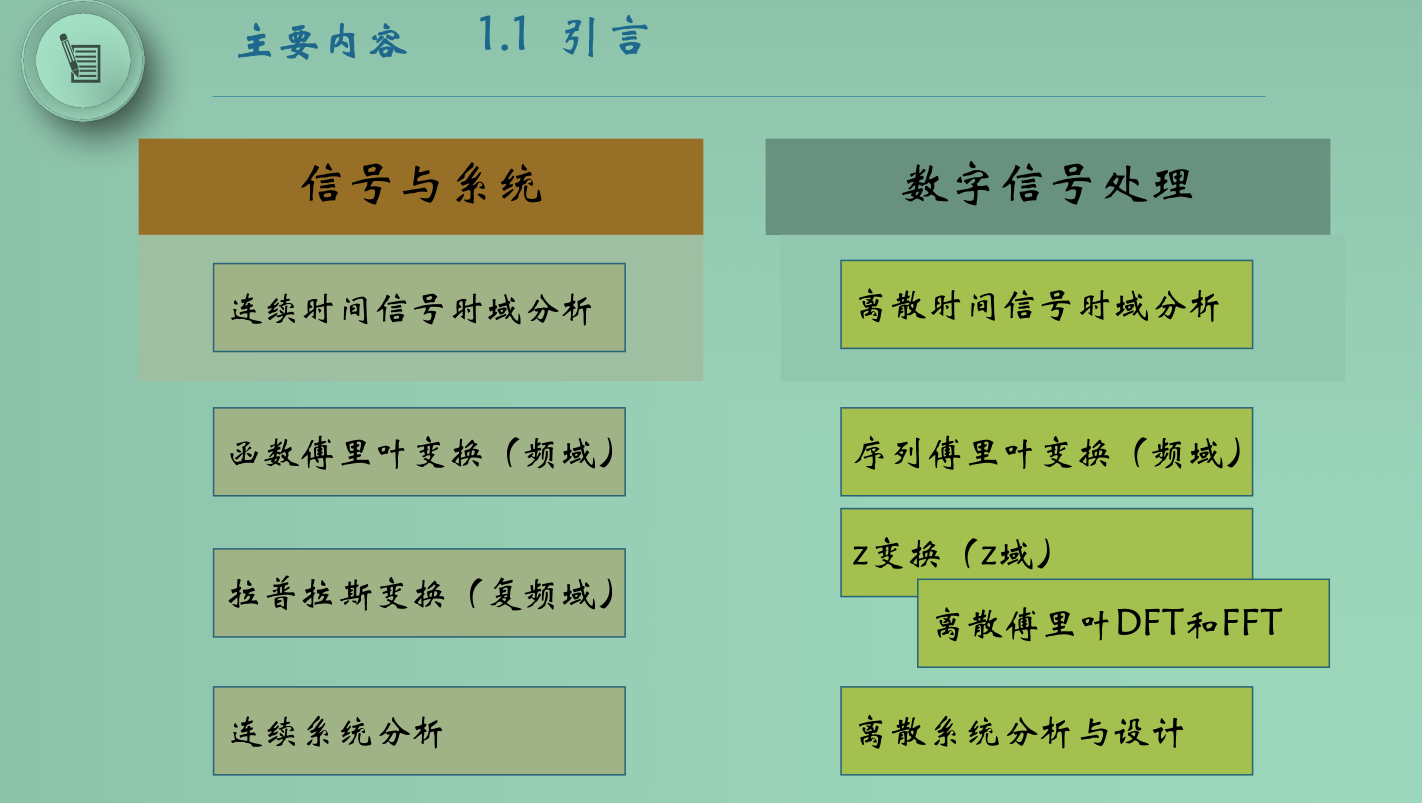 主要内容 1.1 引言
信号与系统
连续时间信号时域分析
函数傅里叶变换（频域）
拉普拉斯变换（复频域）
连续系统分析
数字信号处理
离散时间信号时域分析
序列傅里叶变换（频域）
z变换（z域）
离散傅里叶DFT和FFT
离散系统分析与设计